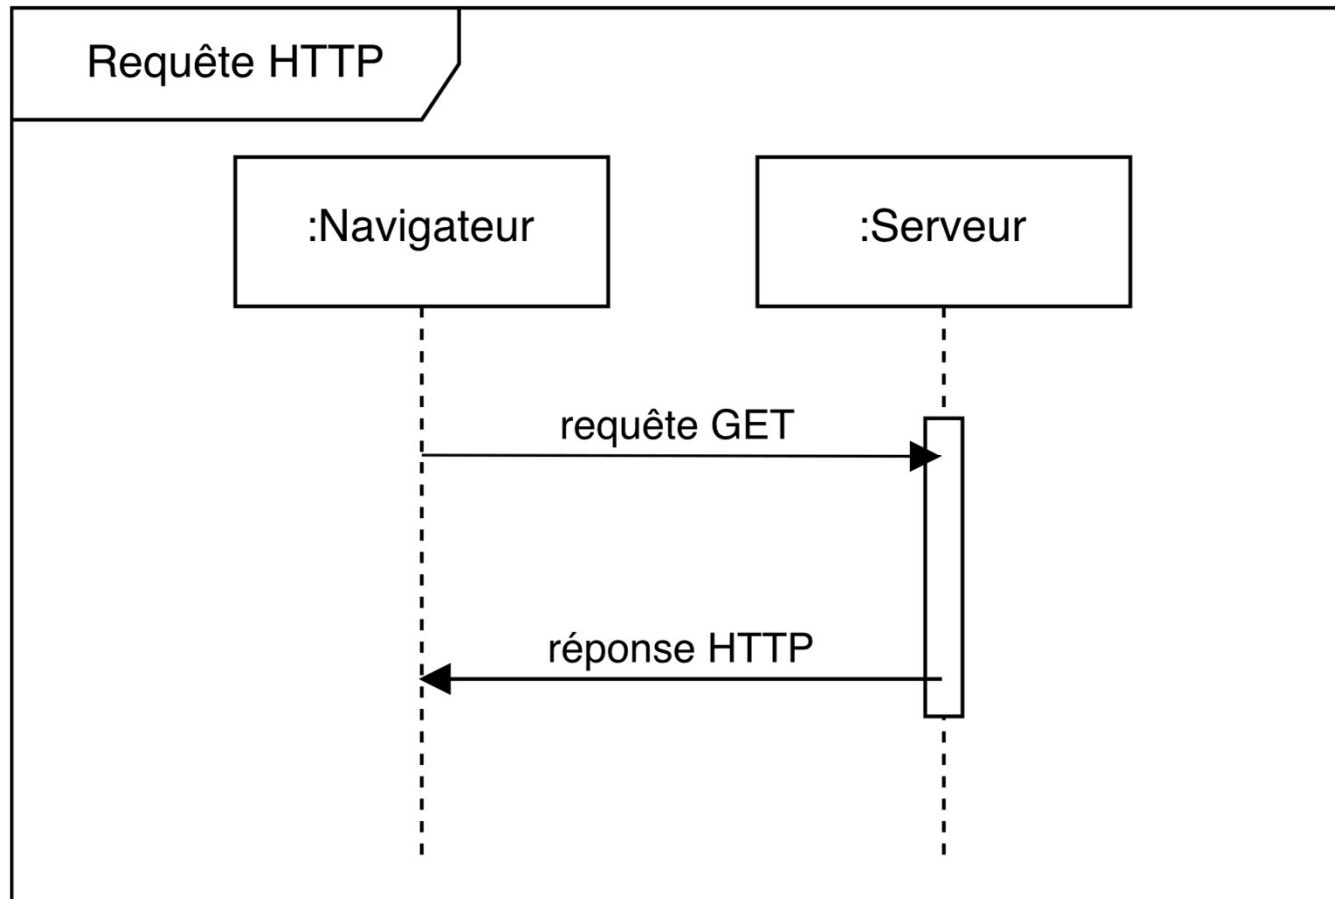 Requête HTTP
:Navigateur
:Serveur
requête GET
réponse HTTP